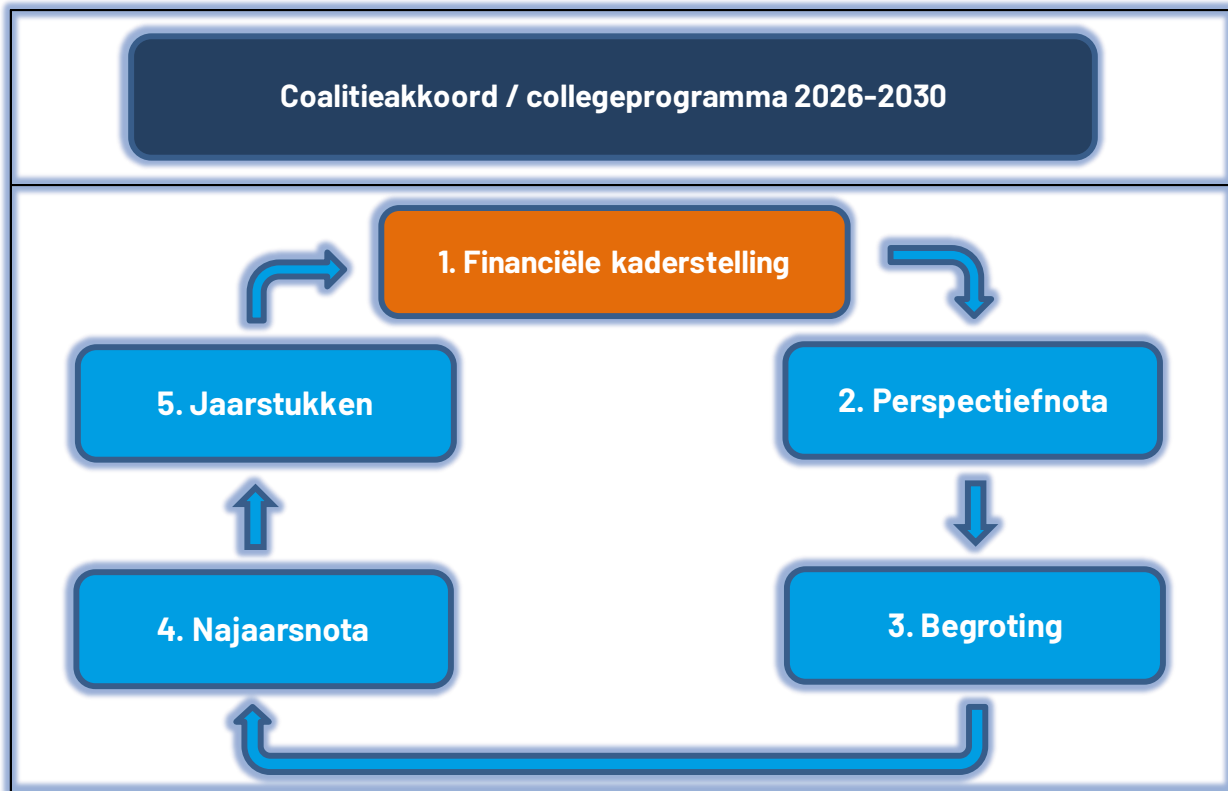 Coalitieakkoord / collegeprogramma 2026-2030
1. Financiële kaderstelling
5. Jaarstukken
2. Perspectiefnota
4. Najaarsnota
3. Begroting